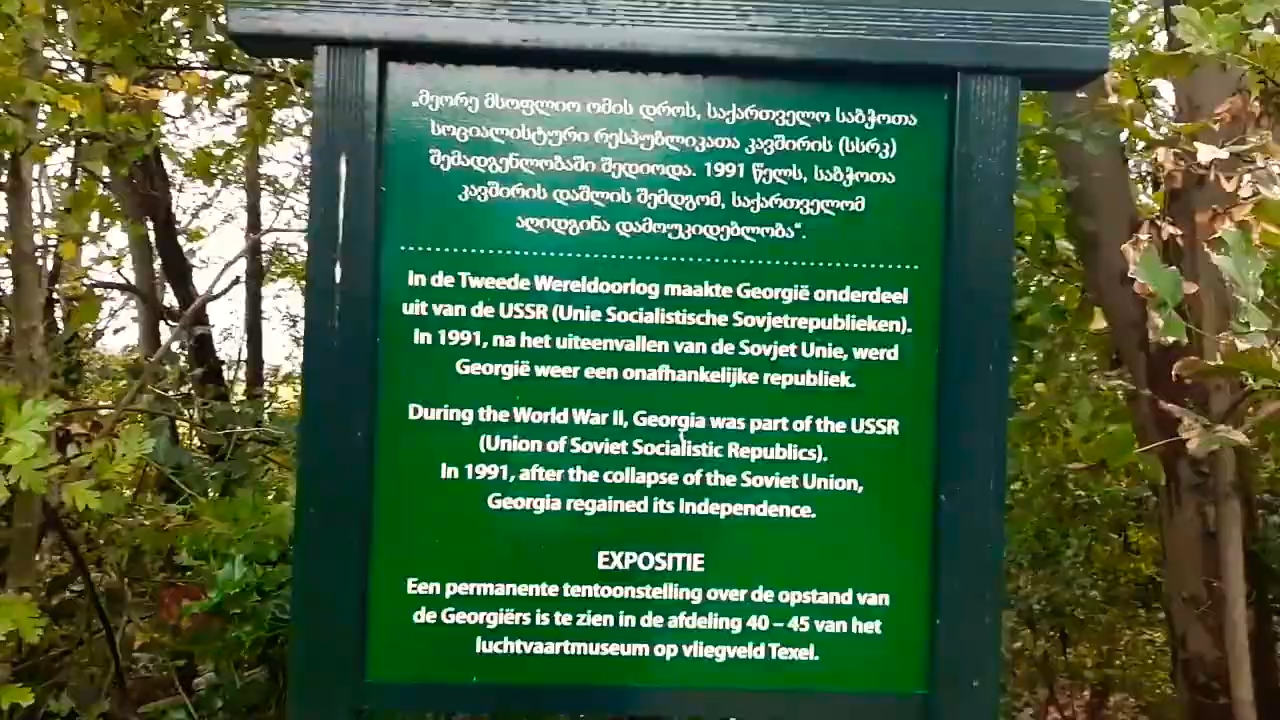 „მეორე მსოფლიო ომის დროს, საქართველო საბჭოთა
სოციალისტური რესპუბლიკათა კავშირის (სსრკ)
შემადგენლობაში შედიოდა. 1991 წელს, საბჭოთა
კავშირის დაშლის შემდგომ, საქართველომ
აღიდგინა დამოუკიდებლობა“.
In de Tweede Wereldoorlog maakte Georgië onderdeel
uit van de USSR (Unie Socialistische Sovjetrepublieken).
In 1991, na het uiteenvallen van de Sovjet Unie, werd
Georgië weer een onafhankelijke republiek.
During the World War II, Georgia was part of the USSR
(Union of Soviet Socialistic Republics).
In 1991, after the collapse of the Soviet Union,
Georgia regained its Independence.
EXPOSITIE
Een permanente tentoonstelling over de opstand van
de Georgiërs is te zien in de afdeling 40 – 45 van het
luchtvaartmuseum op vliegveld Texel.